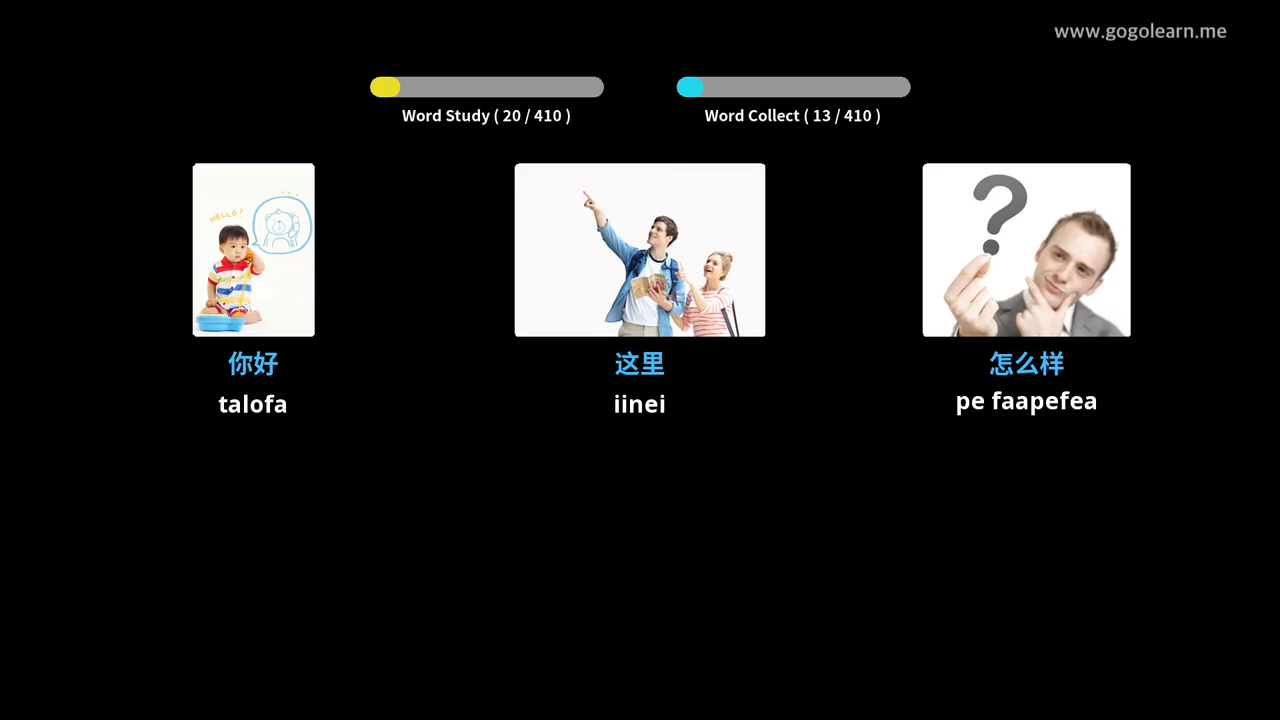 www.gogolearn.me
Word Study ( 20 / 410 )
Word Collect ( 13 / 410 )
HELLO?
你好
这里
怎么样
talofa
iinei
pe faapefea